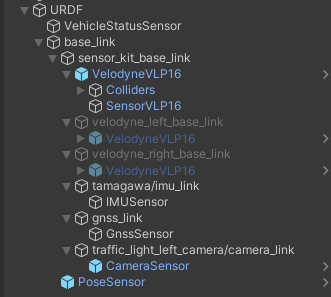 URDF
VehicleStatusSensor
base_link
sensor_kit_base_link
VelodyneVLP16
Colliders
SensorVLP16
velodyne_left_base_link
VelodyneVLP16
velodyne_right_base_link
VelodyneVLP16
tamagawa/imu_link
IMUSensor
gnss_link
GnssSensor
traffic_light_left_camera/camera_link
CameraSensor
PoseSensor